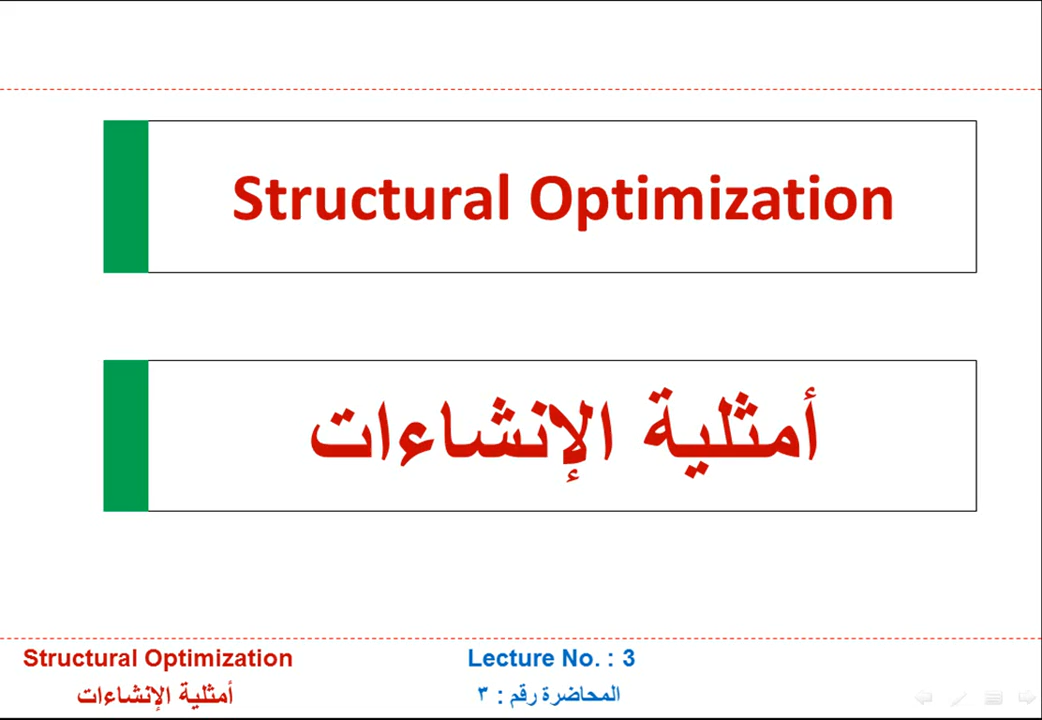 Structural Optimization
أمثلية الإنشاءات
Structural Optimization
Lecture No. : 3
أمثلية الإنشاءات
المحاضرة رقم : ٣